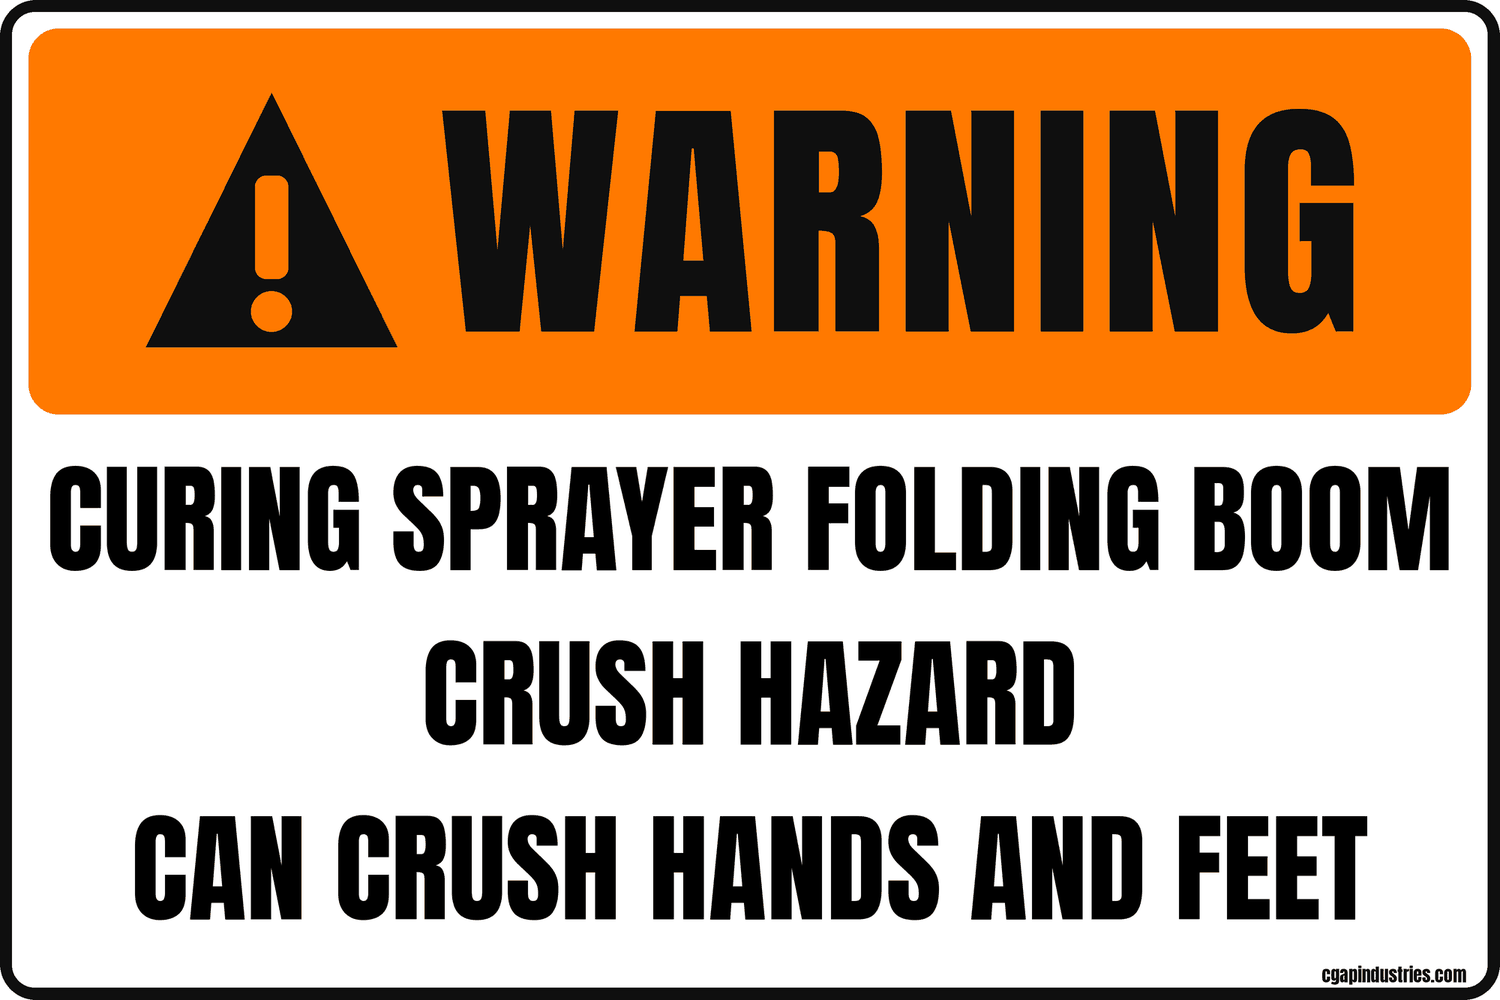 WARNING
CURING SPRAYER FOLDING BOOM
CRUSH HAZARD
CAN CRUSH HANDS AND FEET
cgapindustries.com